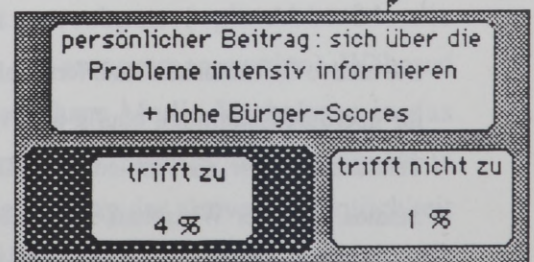 persönlicher Beitrag: sich über die
Probleme intensiv informieren
+ hohe Bürger-Scores
trifft zu
4 %
trifft nicht zu
1 %